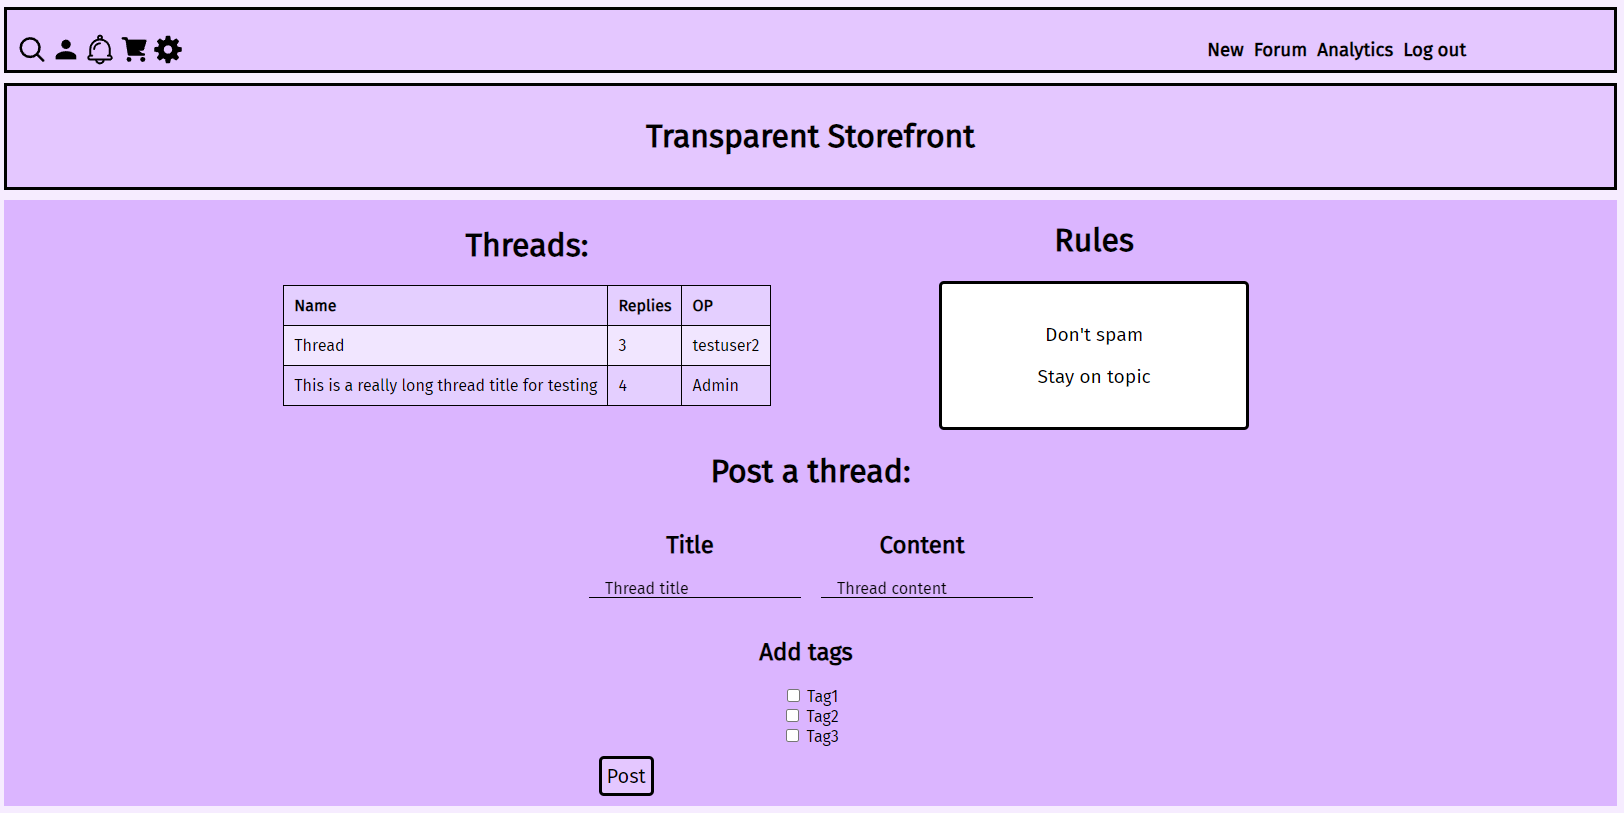 New Forum Analytics Log out
Transparent Storefront
Threads:
Name Replies OP
Thread 3 testuser2
This is a really long thread title for testing 4 Admin
Rules
Don't spam
Stay on topic
Post a thread:
Title Content
Thread title Thread content
Add tags
Tag1
Tag2
Tag3
Post